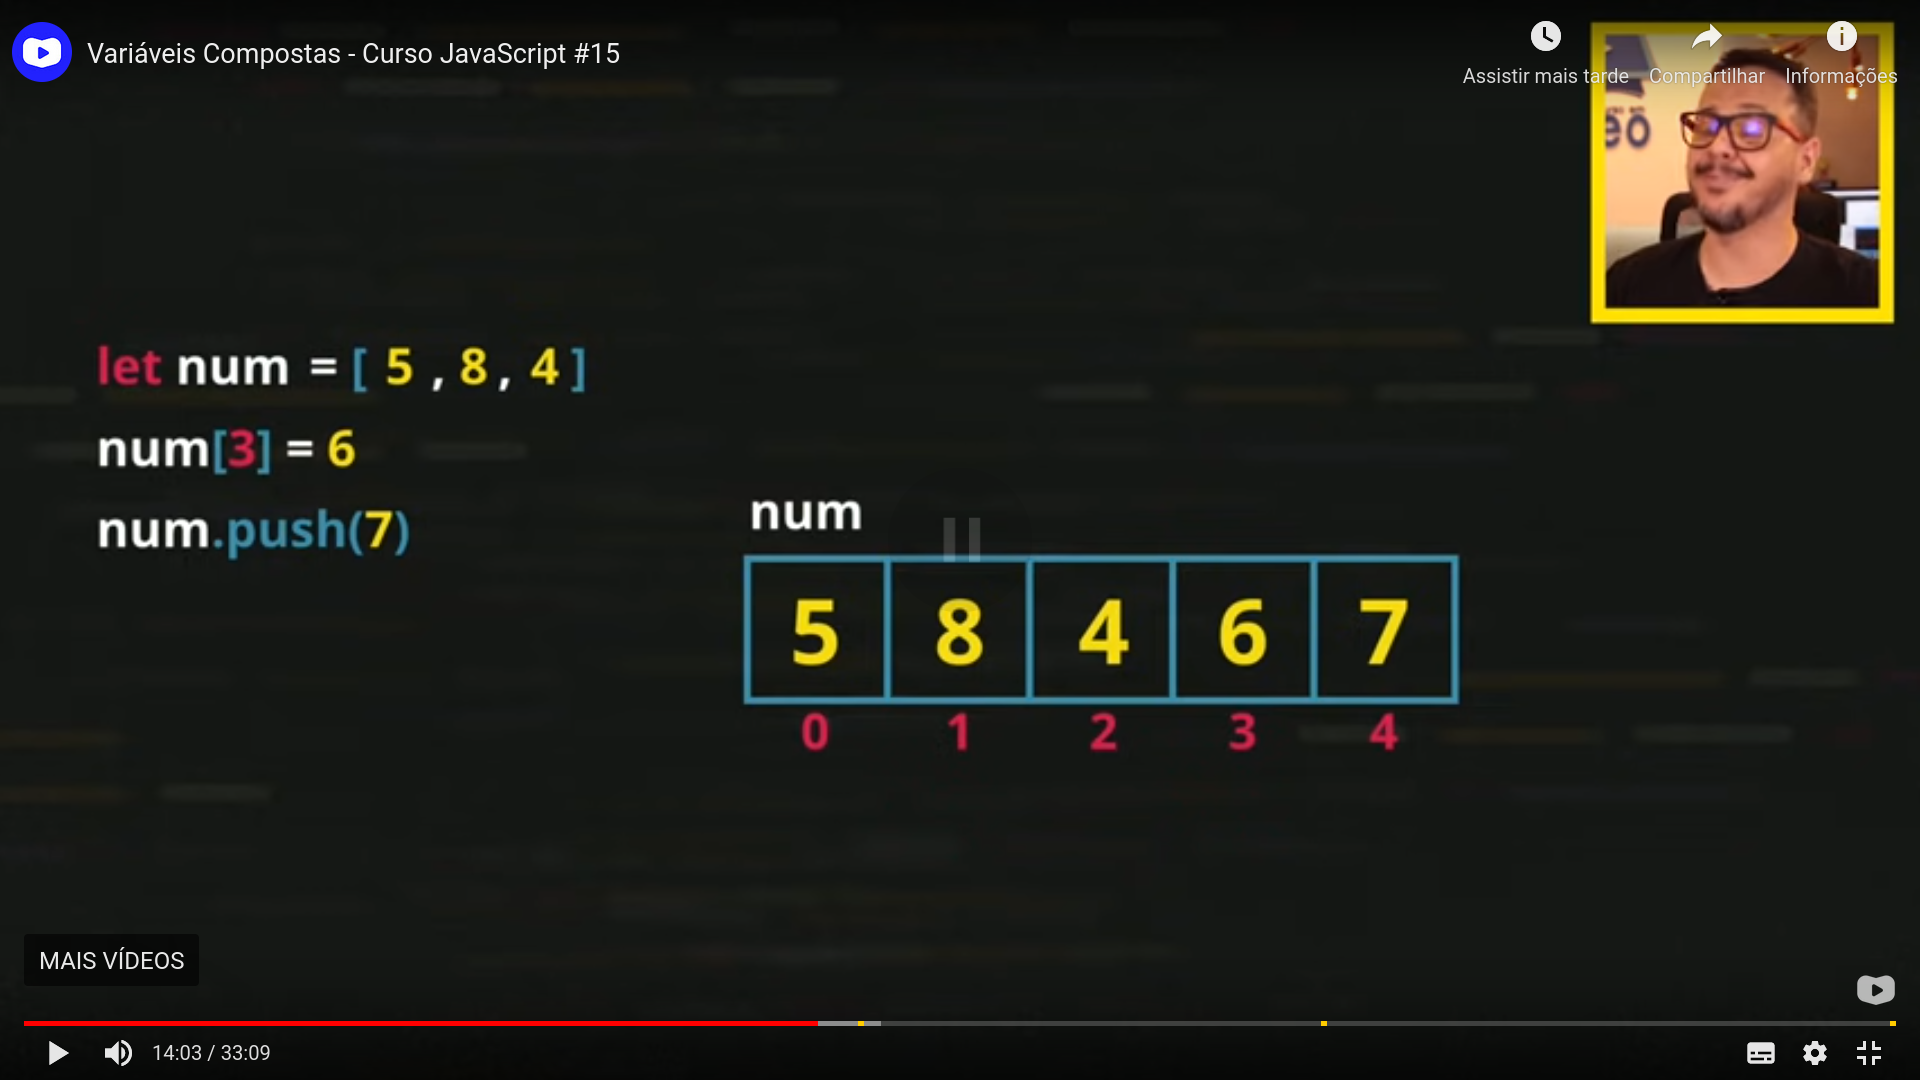 Variáveis Compostas - Curso JavaScript #15
Assistir mais tarde
Compartilhar
Informações
eo
let num = [ 5 , 8 , 4 ]
num[3] = 6
num.push(7)
num
5 8 4 6 7
0 1 2 3 4
MAIS VÍDEOS
14:03 / 33:09